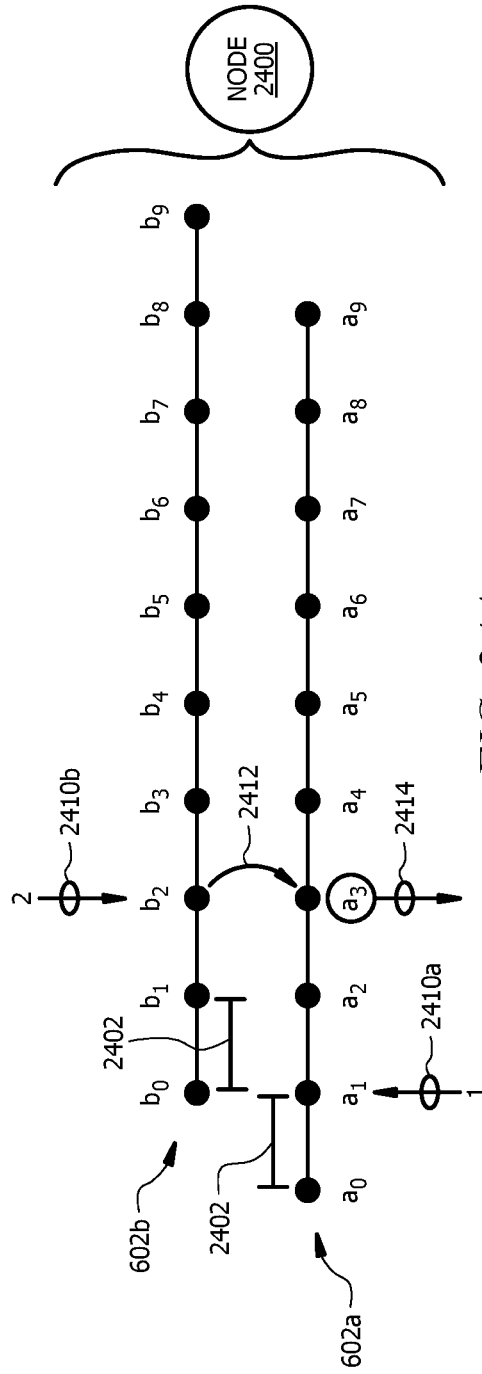 2
2410b
2402
b₀ b₁ b₂ b₃ b₄ b₅ b₆ b₇ b₈ b₉
602b
2412
NODE
2400
2402
a₀ a₁ a₂ a₃ a₄ a₅ a₆ a₇ a₈ a₉
602a
2410a
2414
1
FIG.